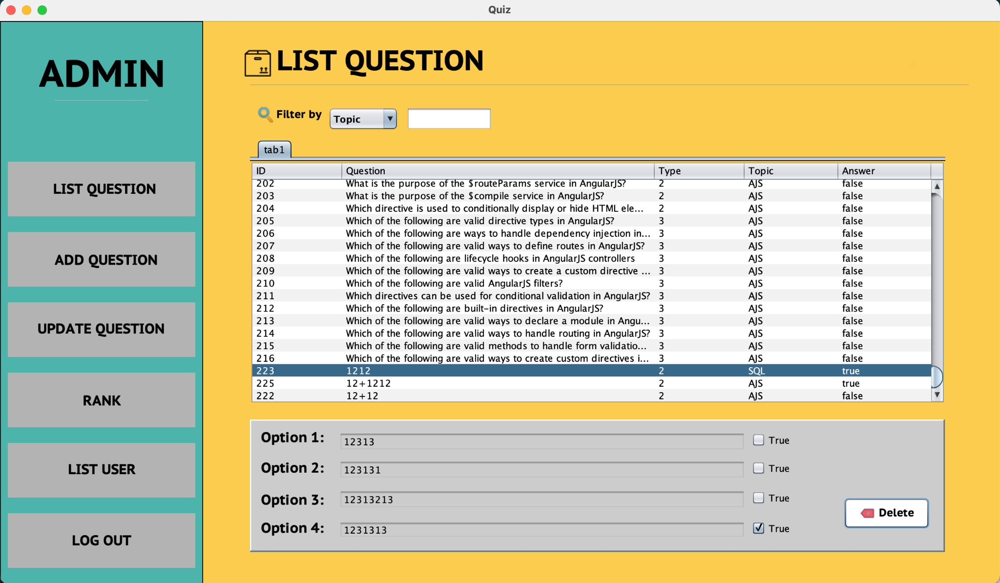 Quiz
ADMIN
LIST QUESTION
ADD QUESTION
UPDATE QUESTION
RANK
LIST USER
LOG OUT
LIST QUESTION
Filter by Topic
tab1
ID Question Type Topic Answer
202 What is the purpose of the $routeParams service in AngularJS? 2 AJS false
203 What is the purpose of the $compile service in AngularJS? 2 AJS false
204 Which directive is used to conditionally display or hide HTML ele... 2 AJS false
205 Which of the following are valid directive types in AngularJS? 3 AJS false
206 Which of the following are ways to handle dependency injection in... 3 AJS false
207 Which of the following are valid ways to define routes in AngularJS? 3 AJS false
208 Which of the following are lifecycle hooks in AngularJS controllers 3 AJS false
209 Which of the following are valid ways to create a custom directive ... 3 AJS false
210 Which of the following are valid AngularJS filters? 3 AJS false
211 Which directives can be used for conditional validation in AngularJS? 3 AJS false
212 Which of the following are built-in directives in AngularJS? 3 AJS false
213 Which of the following are valid ways to declare a module in Angu... 3 AJS false
214 Which of the following are valid ways to handle routing in AngularJS? 3 AJS false
215 Which of the following are valid methods to handle form validatio... 3 AJS false
216 Which of the following are valid ways to create custom directives i... 3 AJS false
223 1212 2 SQL true
225 12+1212 2 AJS true
222 12+12 2 AJS false
Option 1: 12313 True
Option 2: 123131 True
Option 3: 12313213 True
Option 4: 1231313 True
Delete